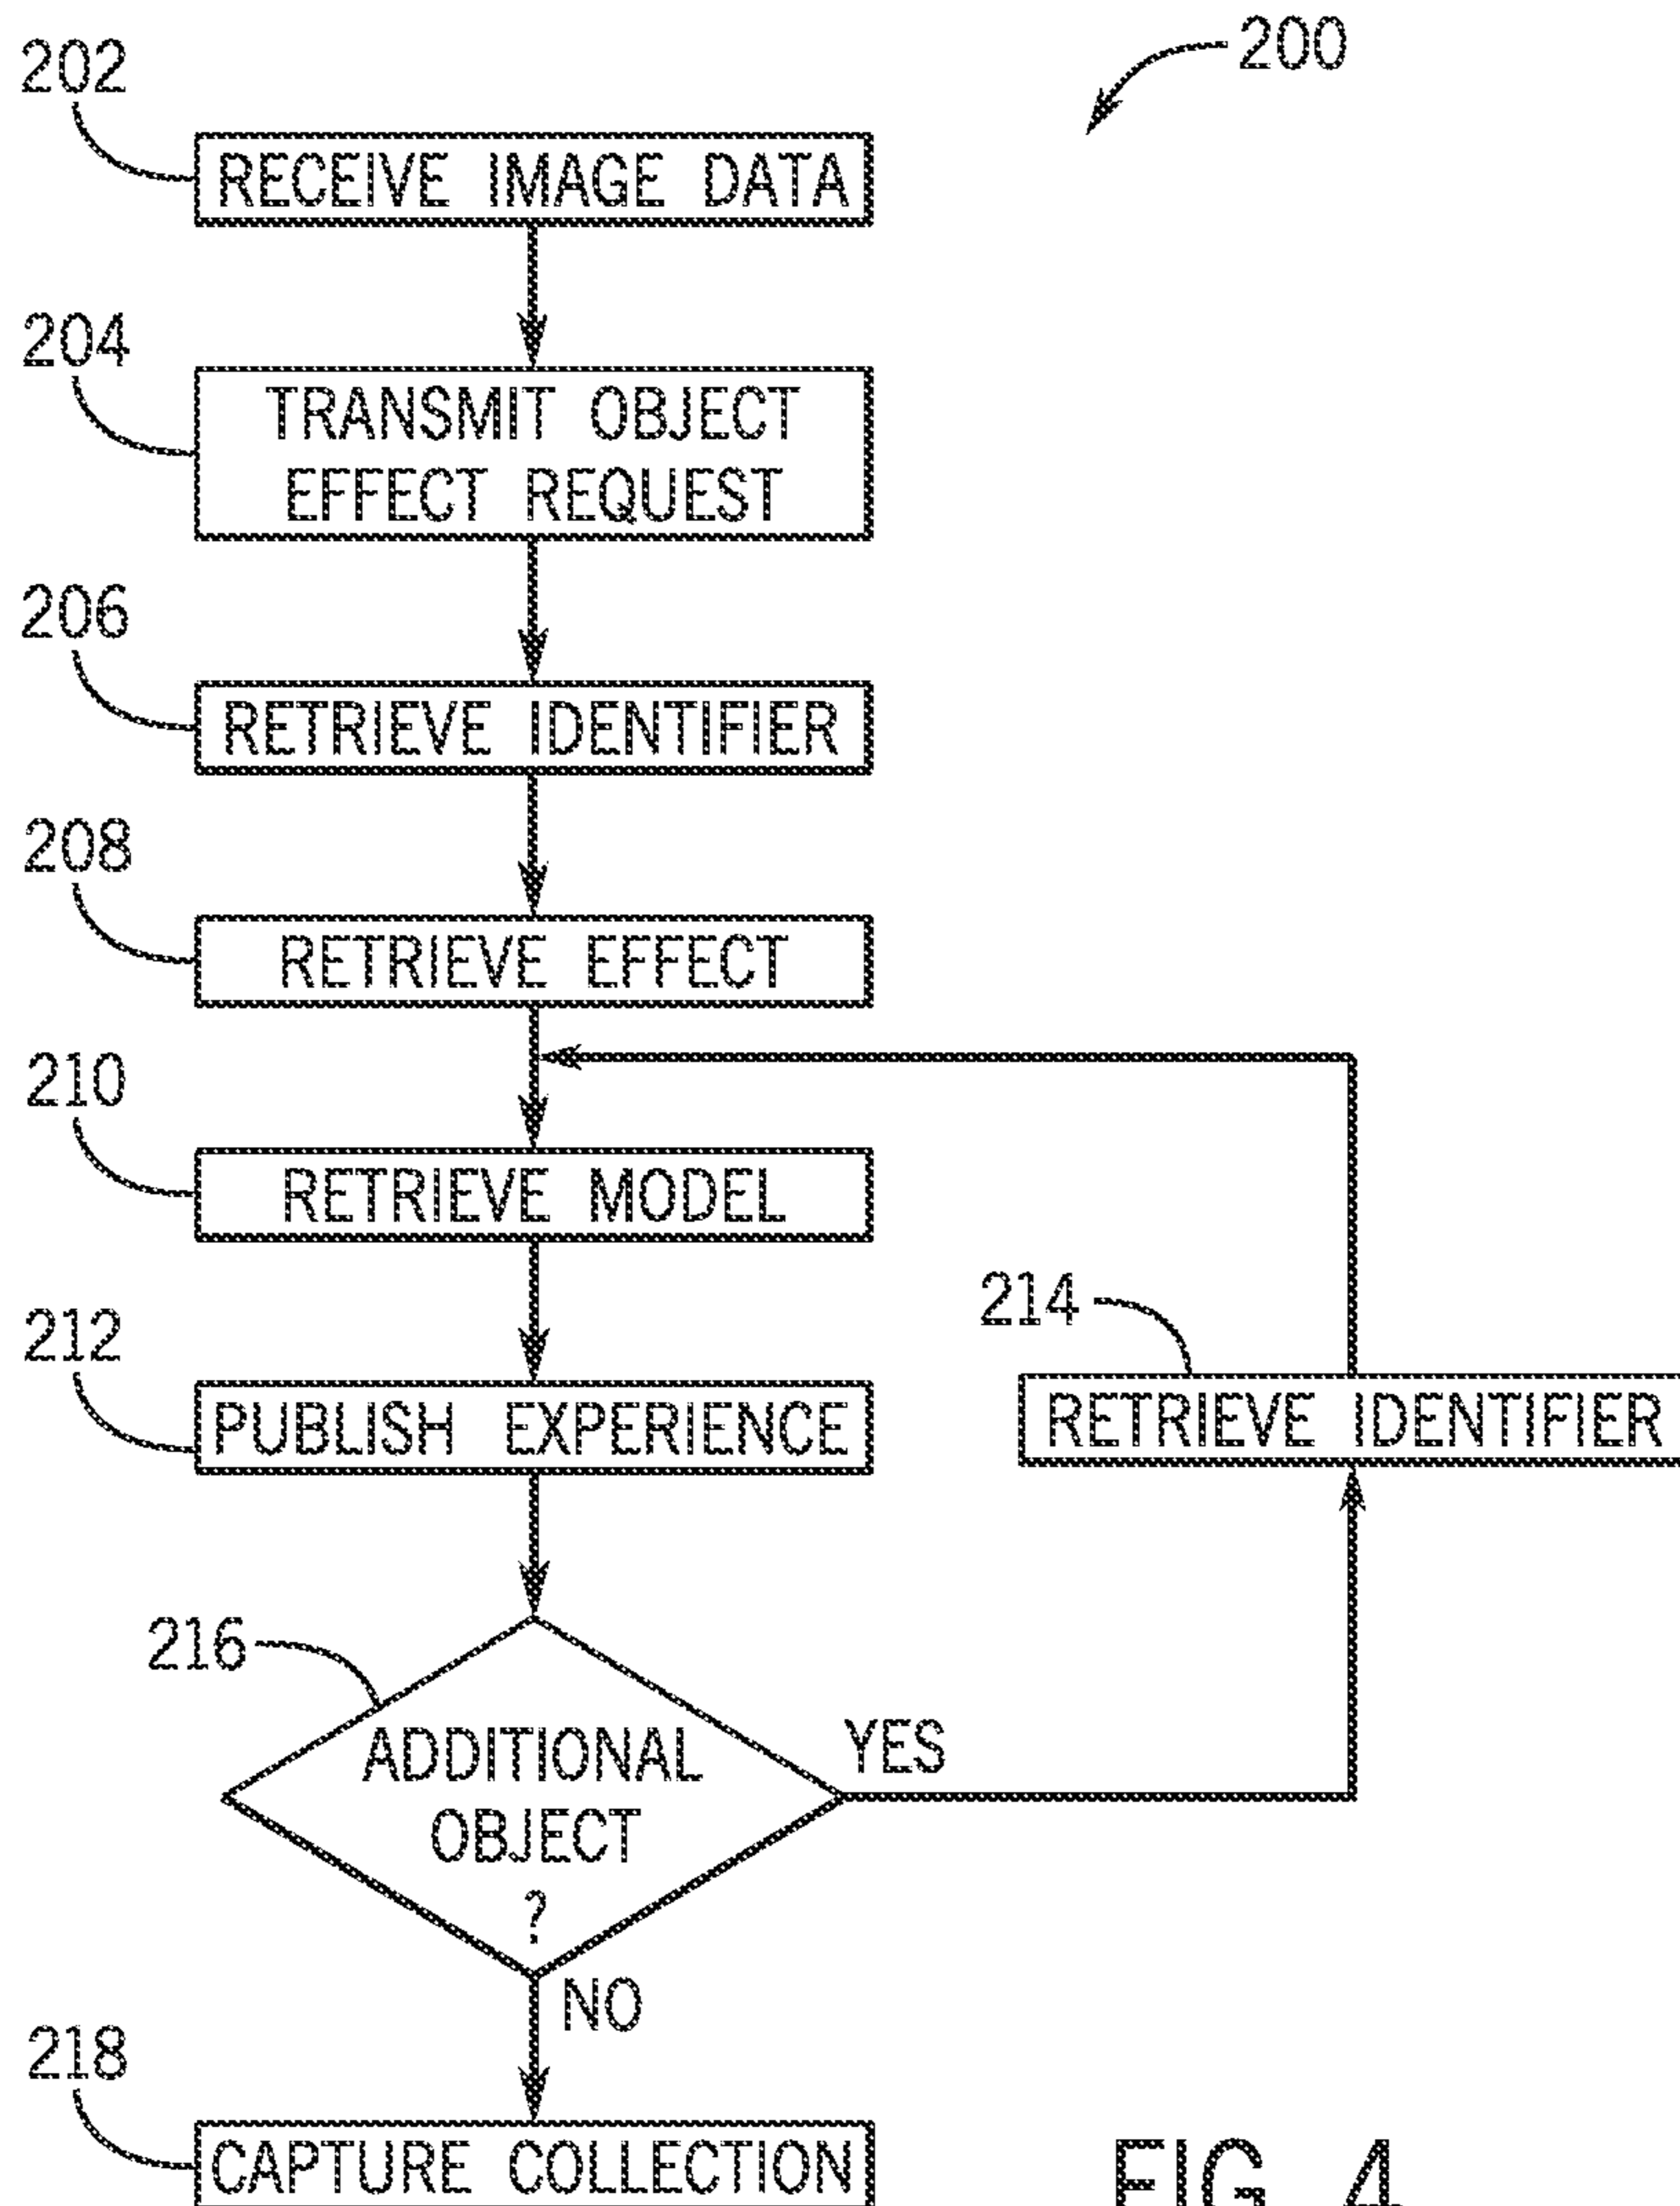 200
202
RECEIVE IMAGE DATA
204
TRANSMIT OBJECT
EFFECT REQUEST
206
RETRIEVE IDENTIFIER
208
RETRIEVE EFFECT
210
RETRIEVE MODEL
212
PUBLISH EXPERIENCE
214
RETRIEVE IDENTIFIER
216
ADDITIONAL
OBJECT
?
YES
NO
218
CAPTURE COLLECTION
FIG. 4